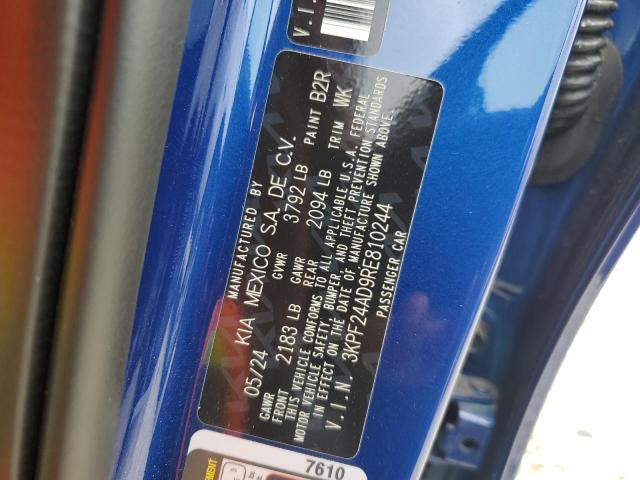 V.I.
MANUFACTURED BY
05/24 KIA MEXICO S.A. DE C.V.
GVWR 3792 LB PAINT B2R
GAWR FRONT 2183 LB GAWR REAR 2094 LB TRIM WK
THIS VEHICLE CONFORMS TO ALL APPLICABLE U.S.A. FEDERAL
MOTOR VEHICLE SAFETY, BUMPER, AND THEFT PREVENTION STANDARDS
IN EFFECT ON THE DATE OF MANUFACTURE SHOWN ABOVE.
V.I.N. 3KPF24AD9RE810244
PASSENGER CAR
7610